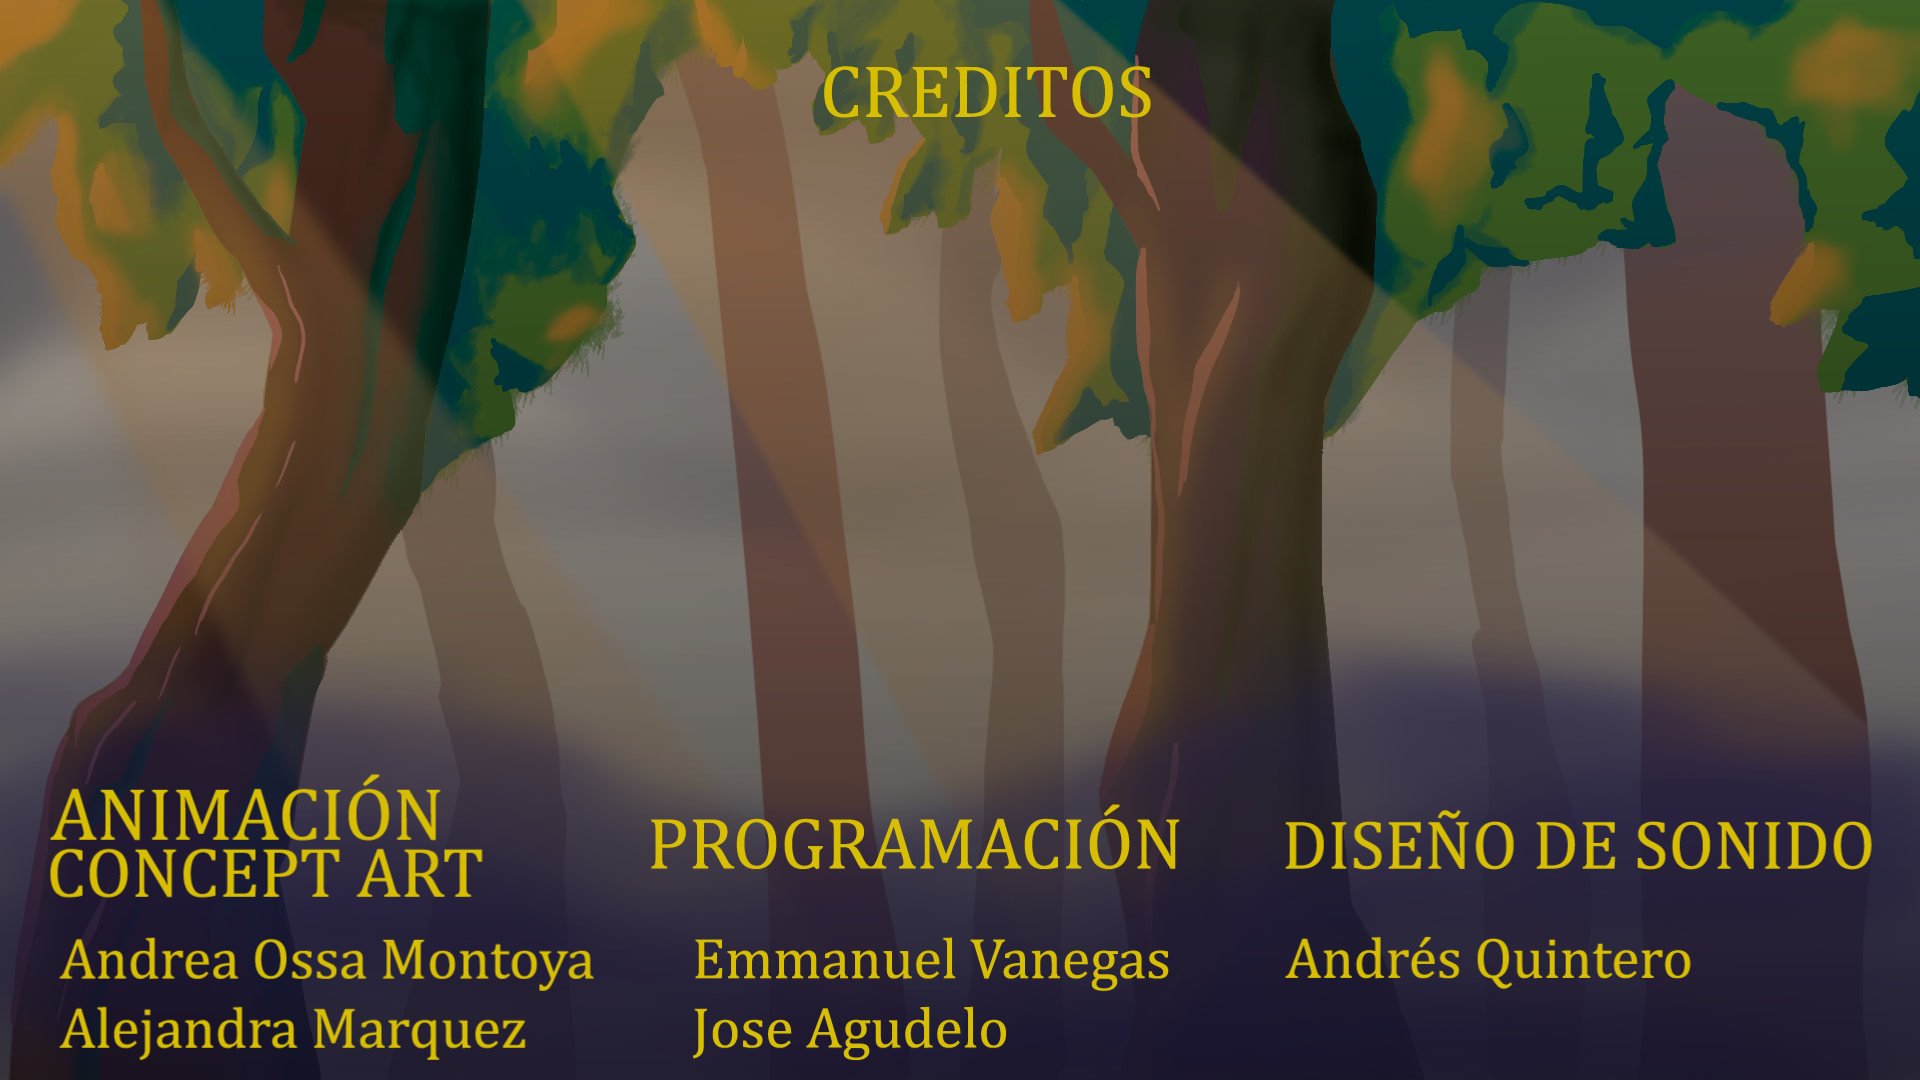 CREDITOS
ANIMACIÓN
CONCEPT ART
Andrea Ossa Montoya
Alejandra Marquez
PROGRAMACIÓN
Emmanuel Vanegas
Jose Agudelo
DISEÑO DE SONIDO
Andrés Quintero